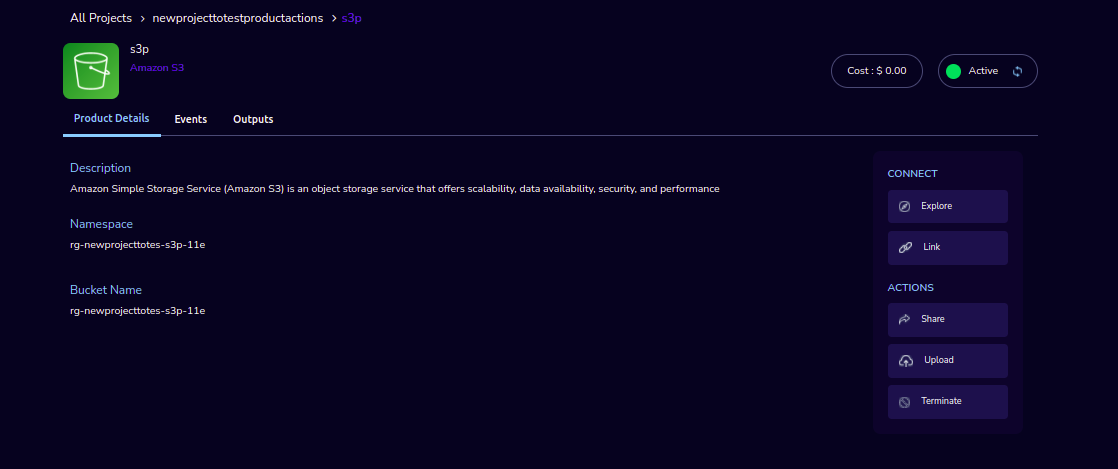 All Projects > newprojecttotestproductactions > s3p
s3p
Amazon S3
Cost : $ 0.00
Active
Product Details
Events
Outputs
Description
Amazon Simple Storage Service (Amazon S3) is an object storage service that offers scalability, data availability, security, and performance
Namespace
rg-newprojecttotes-s3p-11e
Bucket Name
rg-newprojecttotes-s3p-11e
CONNECT
Explore
Link
ACTIONS
Share
Upload
Terminate